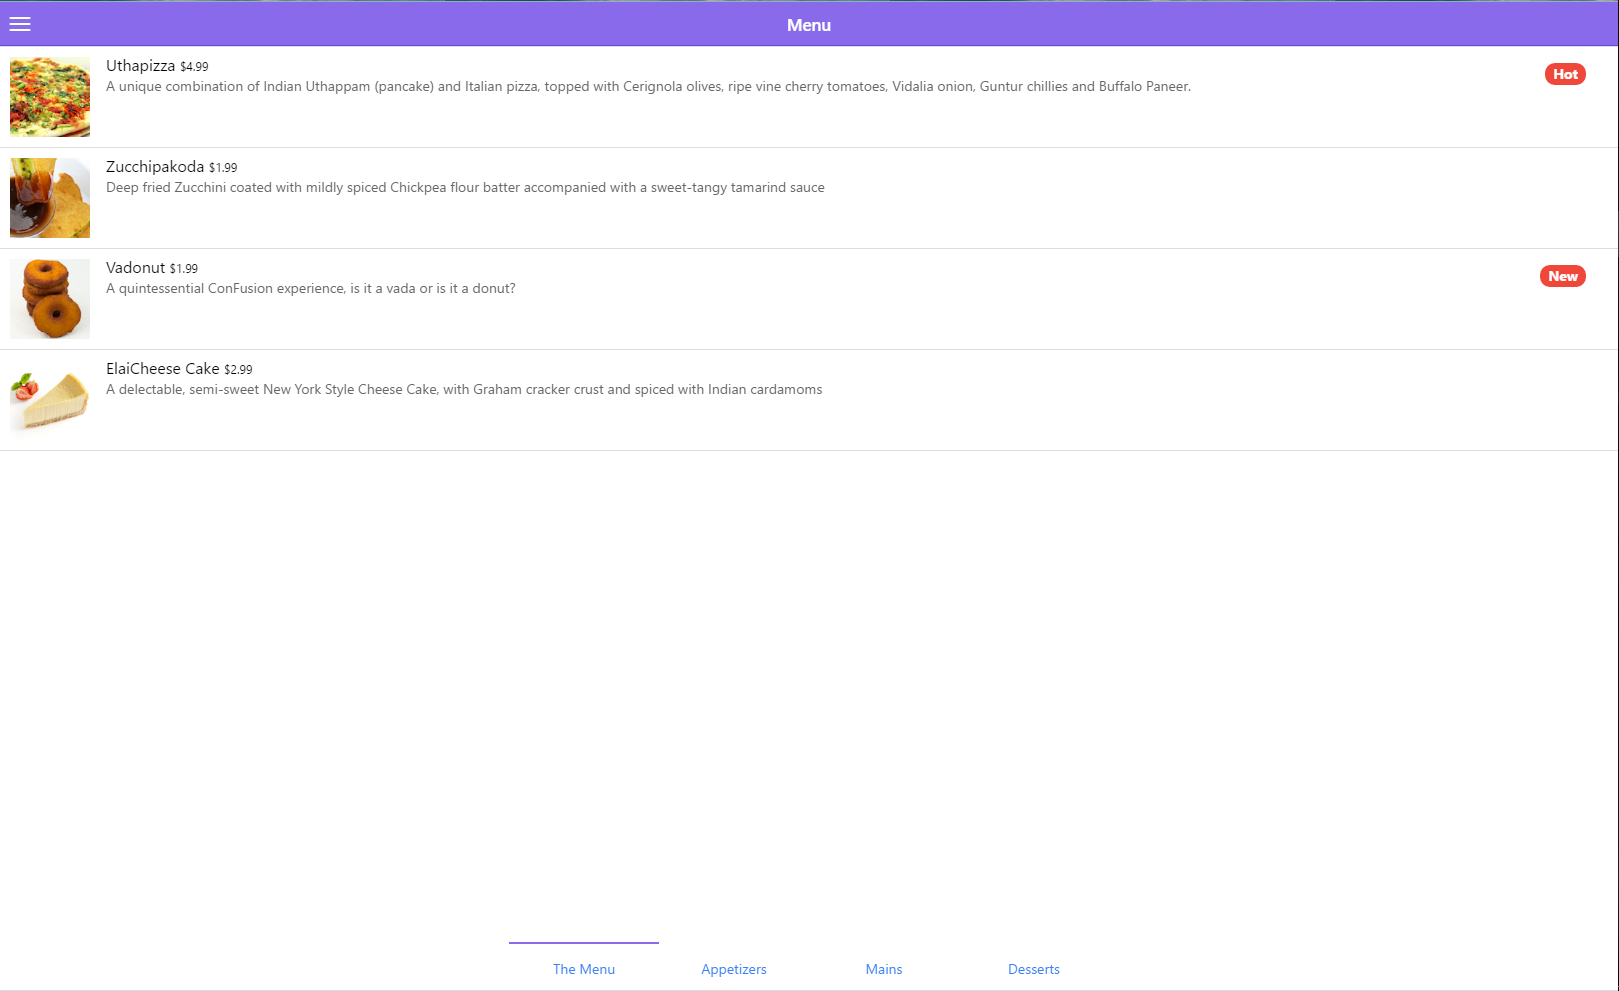 Menu
Uthapizza $4.99
Hot
A unique combination of Indian Uthappam (pancake) and Italian pizza, topped with Cerignola olives, ripe vine cherry tomatoes, Vidalia onion, Guntur chillies and Buffalo Paneer.
Zucchipakoda $1.99
Deep fried Zucchini coated with mildly spiced Chickpea flour batter accompanied with a sweet-tangy tamarind sauce
Vadonut $1.99
New
A quintessential ConFusion experience, is it a vada or is it a donut?
ElaiCheese Cake $2.99
A delectable, semi-sweet New York Style Cheese Cake, with Graham cracker crust and spiced with Indian cardamoms
The Menu Appetizers Mains Desserts